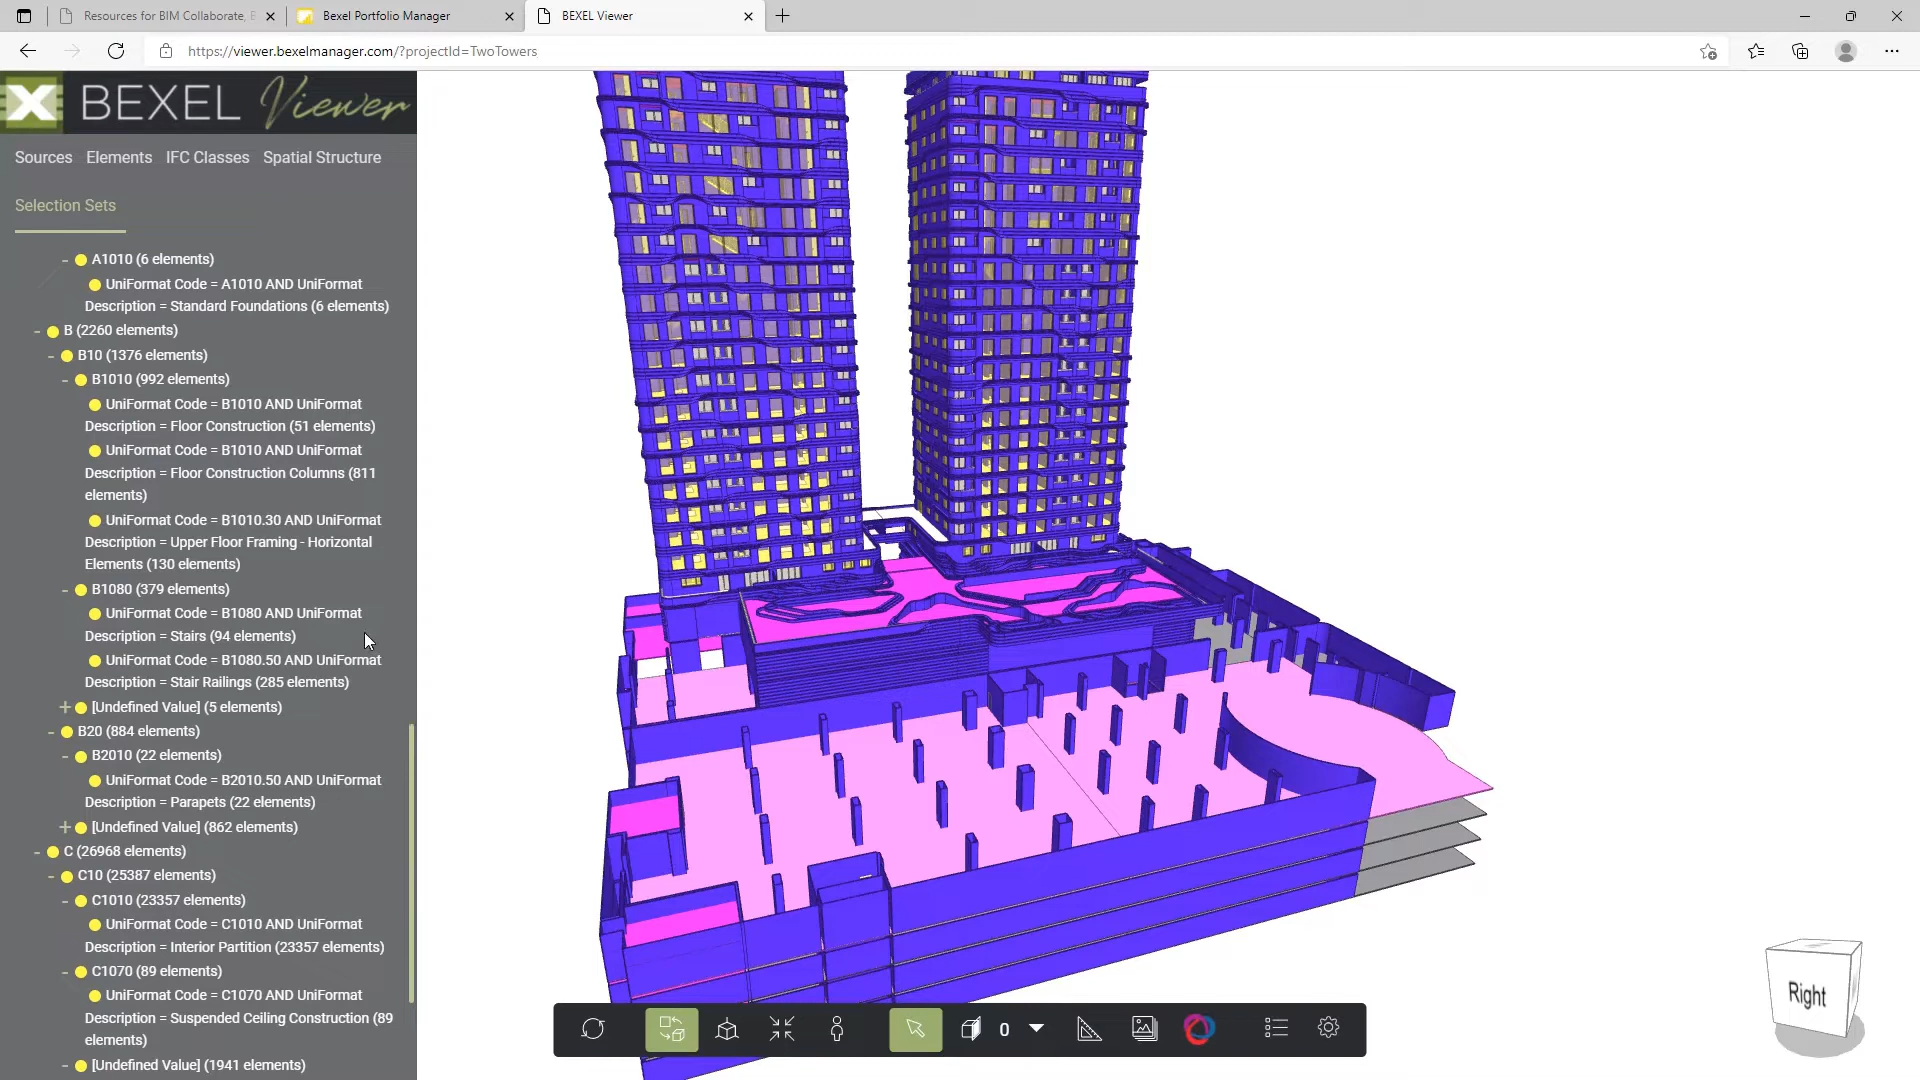 Resources for BIM Collaborate, B
Bexel Portfolio Manager
BEXEL Viewer
https://viewer.bexelmanager.com/?projectId=TwoTowers
BEXEL Viewer
Sources Elements IFC Classes Spatial Structure
Selection Sets
- A1010 (6 elements)
UniFormat Code = A1010 AND UniFormat
Description = Standard Foundations (6 elements)
- B (2260 elements)
- B10 (1376 elements)
- B1010 (992 elements)
UniFormat Code = B1010 AND UniFormat
Description = Floor Construction (51 elements)
UniFormat Code = B1010 AND UniFormat
Description = Floor Construction Columns (811
elements)
UniFormat Code = B1010.30 AND UniFormat
Description = Upper Floor Framing - Horizontal
Elements (130 elements)
- B1080 (379 elements)
UniFormat Code = B1080 AND UniFormat
Description = Stairs (94 elements)
UniFormat Code = B1080.50 AND UniFormat
Description = Stair Railings (285 elements)
+ [Undefined Value] (5 elements)
- B20 (884 elements)
- B2010 (22 elements)
UniFormat Code = B2010.50 AND UniFormat
Description = Parapets (22 elements)
+ [Undefined Value] (862 elements)
- C (26968 elements)
- C10 (25387 elements)
- C1010 (23357 elements)
UniFormat Code = C1010 AND UniFormat
Description = Interior Partition (23357 elements)
- C1070 (89 elements)
UniFormat Code = C1070 AND UniFormat
Description = Suspended Ceiling Construction (89
elements)
- [Undefined Value] (1941 elements)
0
Right